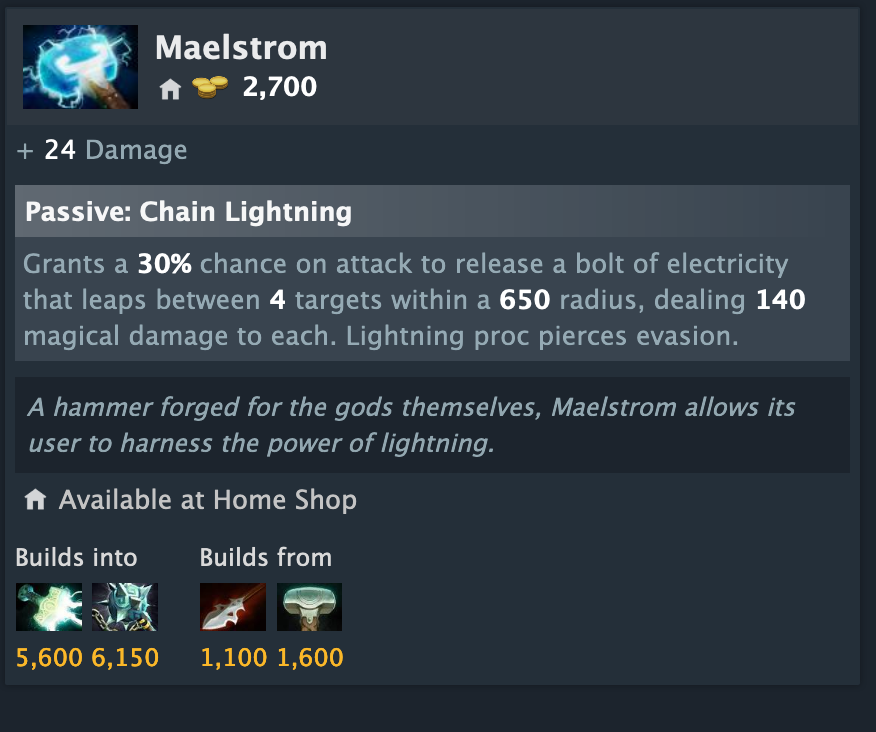 Maelstrom
2,700
+ 24 Damage
Passive: Chain Lightning
Grants a 30% chance on attack to release a bolt of electricity
that leaps between 4 targets within a 650 radius, dealing 140
magical damage to each. Lightning proc pierces evasion.
A hammer forged for the gods themselves, Maelstrom allows its
user to harness the power of lightning.
Available at Home Shop
Builds into Builds from
5,600 6,150 1,100 1,600